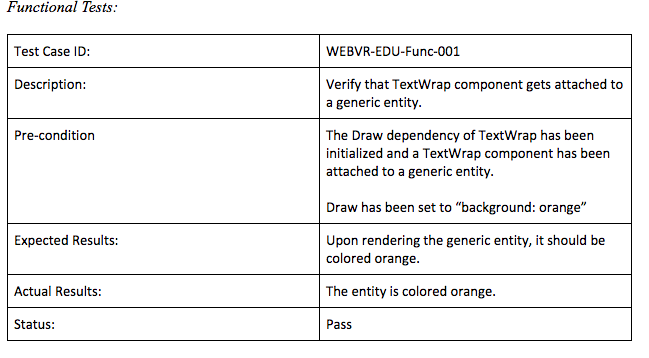 Functional Tests:
Test Case ID:
WEBVR-EDU-Func-001
Description:
Verify that TextWrap component gets attached to
a generic entity.
Pre-condition
The Draw dependency of TextWrap has been
initialized and a TextWrap component has been
attached to a generic entity.
Draw has been set to “background: orange”
Expected Results:
Upon rendering the generic entity, it should be
colored orange.
Actual Results:
The entity is colored orange.
Status:
Pass